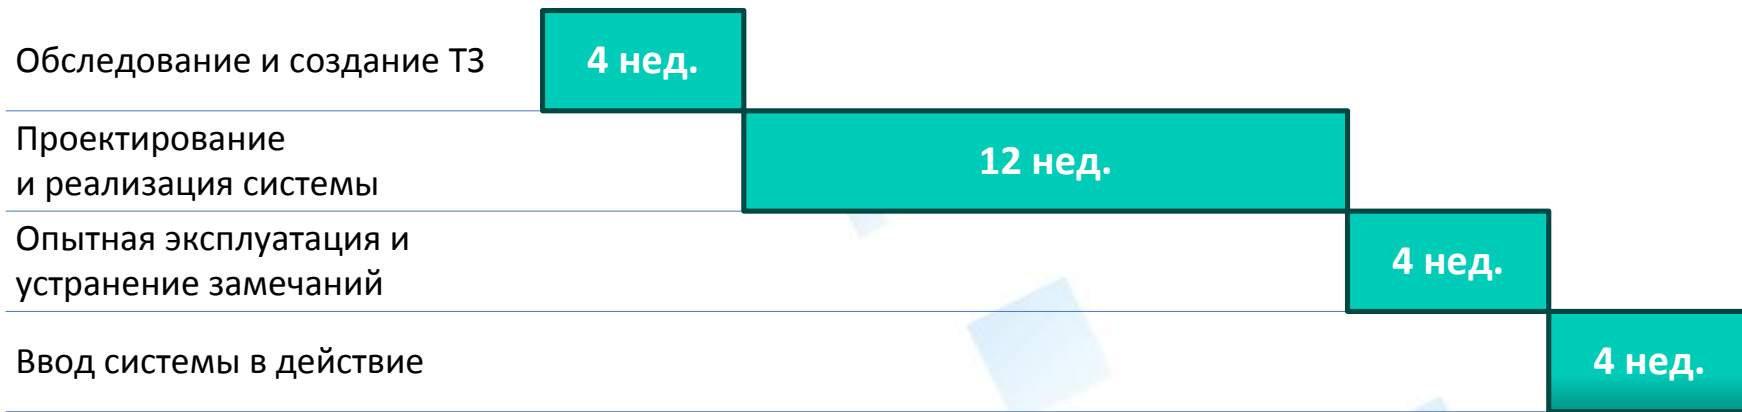 Обследование и создание ТЗ
4 нед.
Проектирование
и реализация системы
12 нед.
Опытная эксплуатация и
устранение замечаний
4 нед.
Ввод системы в действие
4 нед.